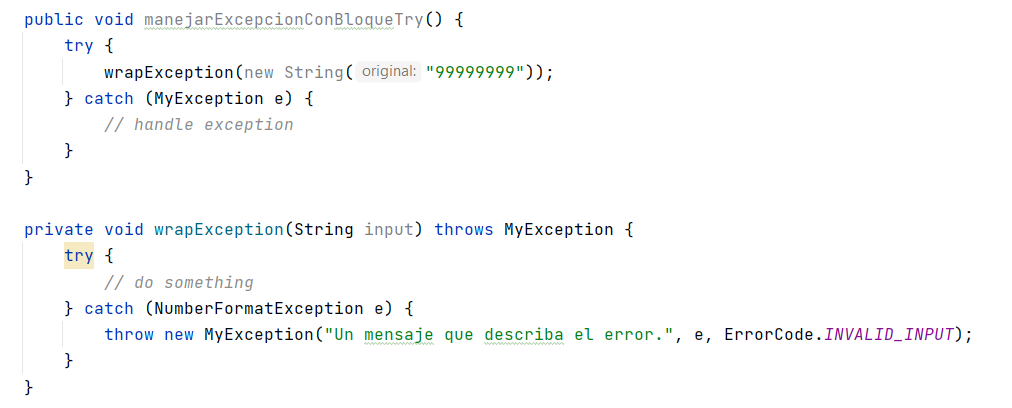 public void manejarExcepcionConBloqueTry() {
    try {
        wrapException(new String( original: "99999999"));
    } catch (MyException e) {
        // handle exception
    }
}

private void wrapException(String input) throws MyException {
    try {
        // do something
    } catch (NumberFormatException e) {
        throw new MyException("Un mensaje que describa el error.", e, ErrorCode.INVALID_INPUT);
    }
}